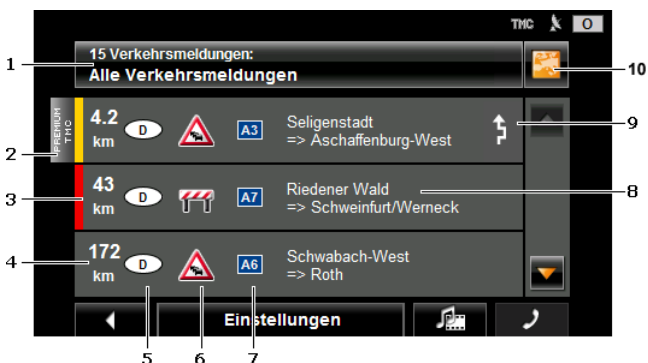 TMC O
15 Verkehrsmeldungen:
Alle Verkehrsmeldungen
1
10
PREMIUM
TMC
4.2
km
D
A3
Seligenstadt
=> Aschaffenburg-West
9
2
43
km
D
A7
Riedener Wald
=> Schweinfurt/Werneck
3
8
172
km
D
A6
Schwabach-West
=> Roth
4
Einstellungen
5 6 7